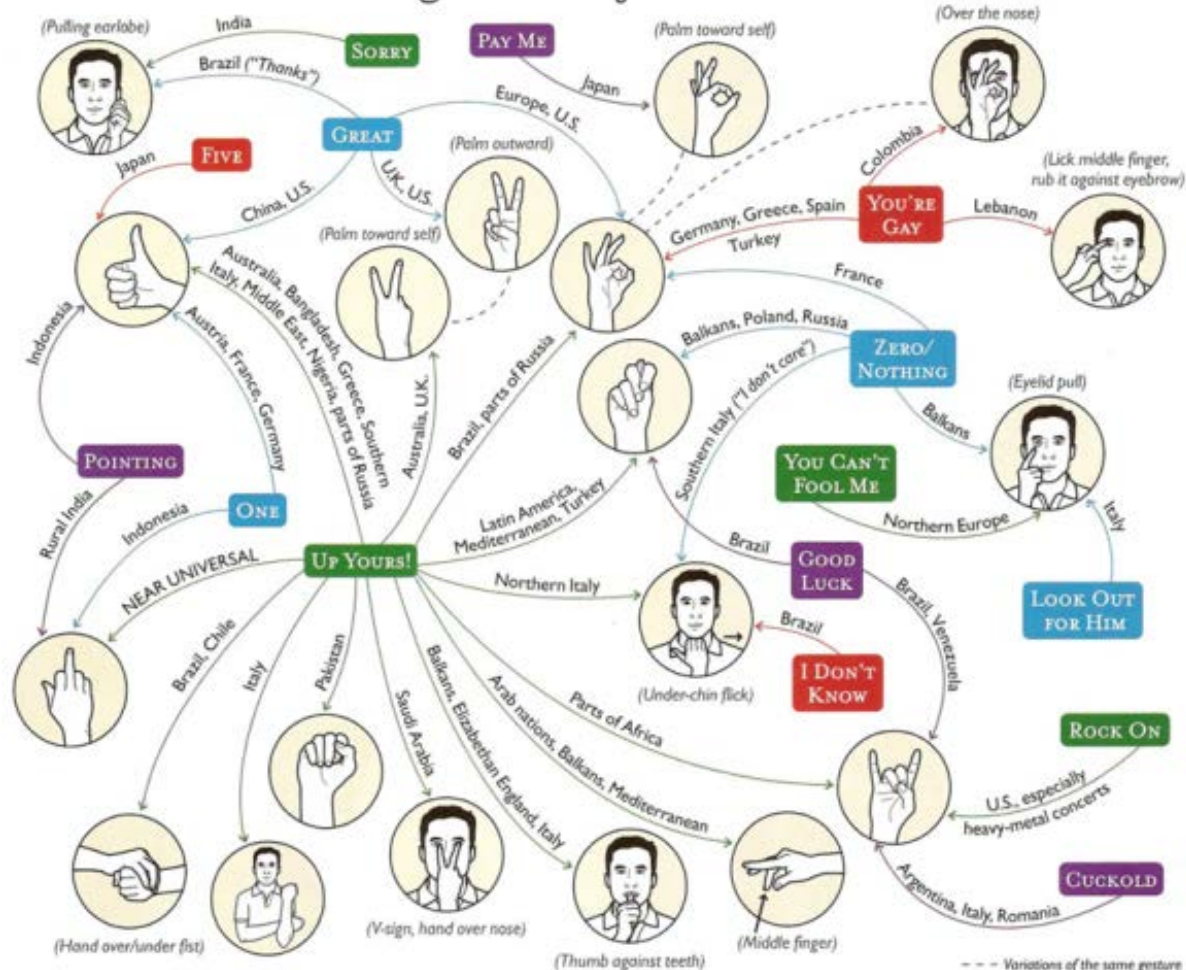 (Pulling earlobe)
India
SORRY
PAY ME
(Palm toward self)
(Over the nose)
Brazil ("Thanks")
Japan
Europe, U.S.
GREAT
(Palm outward)
Colombia
(Lick middle finger,
rub it against eyebrow)
FIVE
Japan
China, U.S.
U.K., U.S.
YOU'RE
GAY
Lebanon
Germany, Greece, Spain
Turkey
(Palm toward self)
France
Australia, Bangladesh, Greece, Southern
Italy, Middle East, Nigeria, parts of Russia
Indonesia
Austria, France, Germany
Balkans, Poland, Russia
ZERO/
NOTHING
Southern Italy ("I don't care")
Brazil, parts of Russia
Australia, U.K.
(Eyelid pull)
Balkans
POINTING
YOU CAN'T
FOOL ME
Northern Europe
Italy
Rural India
Indonesia
ONE
Latin America,
Mediterranean, Turkey
NEAR UNIVERSAL
UP YOURS!
Northern Italy
Brazil
GOOD
LUCK
Brazil, Venezuela
LOOK OUT
FOR HIM
Brazil
I DON'T
KNOW
(Under-chin flick)
Brazil, Chile
Italy
Pakistan
Saudi Arabia
Balkans, Elizabethan England, Italy
Arab nations, Balkans, Mediterranean
Parts of Africa
ROCK ON
U.S., especially
heavy-metal concerts
CUCKOLD
Argentina, Italy, Romania
(Hand over/under fist)
(V-sign, hand over nose)
(Thumb against teeth)
(Middle finger)
Variations of the same gesture